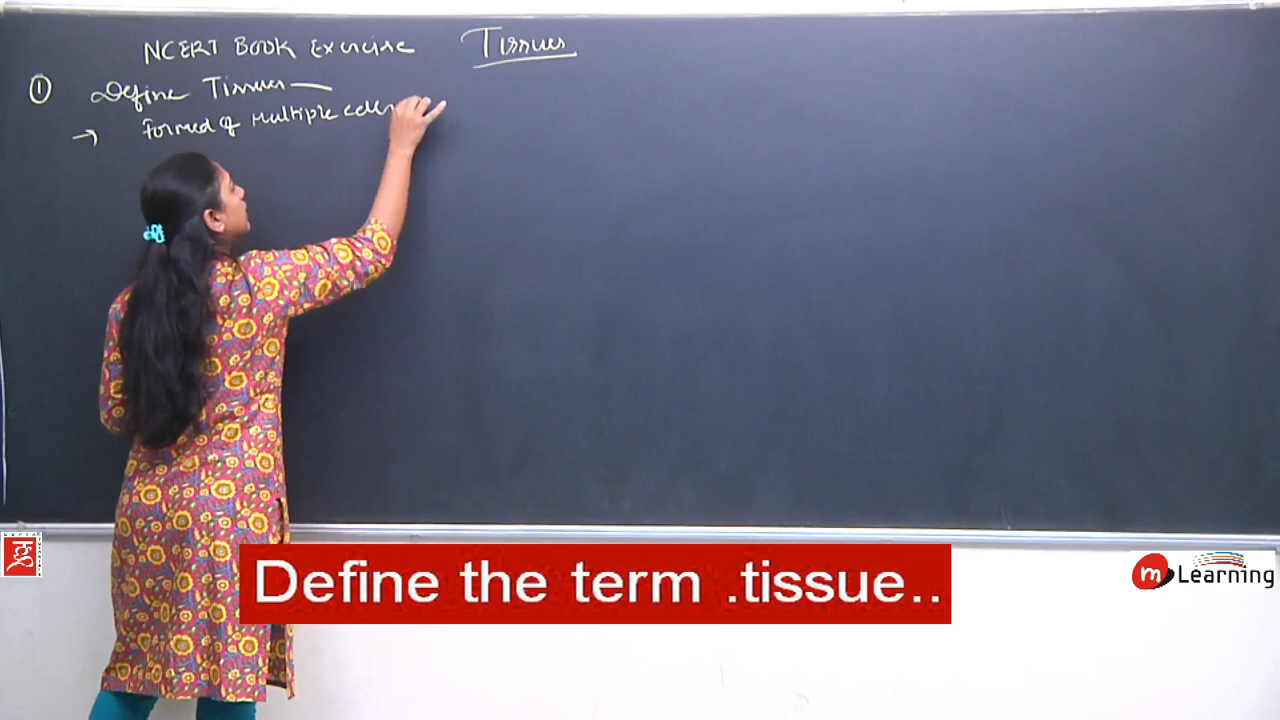 NCERT BOOK Exercise Tissues
① Define Tissues —
→ Formed of Multiple cells
Define the term .tissue..
m Learning